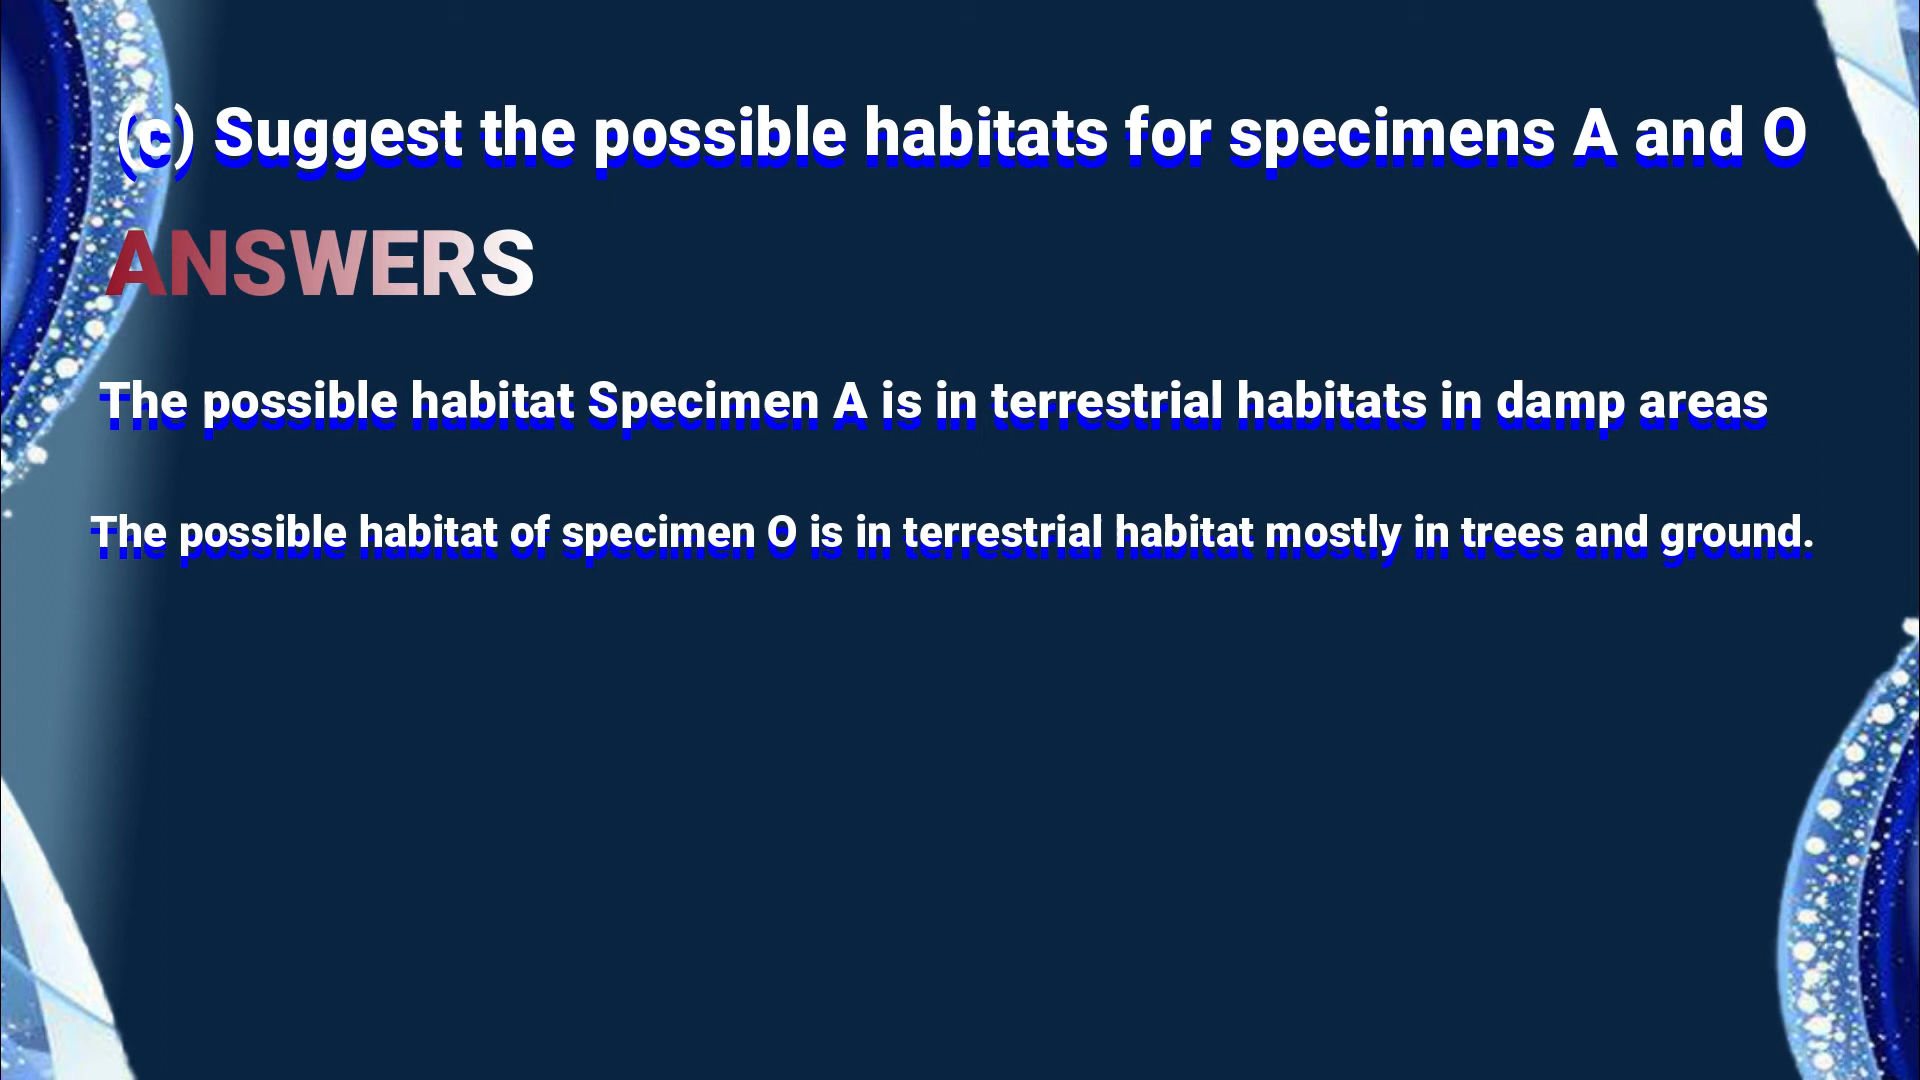 (c) Suggest the possible habitats for specimens A and O
ANSWERS
The possible habitat Specimen A is in terrestrial habitats in damp areas
The possible habitat of specimen O is in terrestrial habitat mostly in trees and ground.